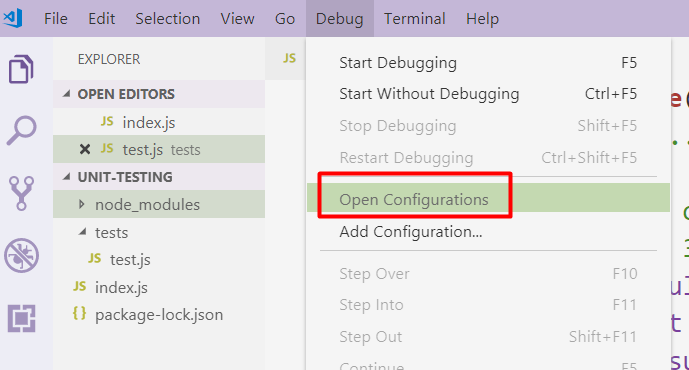 File Edit Selection View Go Debug Terminal Help
EXPLORER
OPEN EDITORS
JS index.js
JS test.js tests
UNIT-TESTING
node_modules
tests
JS test.js
JS index.js
{ } package-lock.json
JS
Start Debugging F5
Start Without Debugging Ctrl+F5
Stop Debugging Shift+F5
Restart Debugging Ctrl+Shift+F5
Open Configurations
Add Configuration...
Step Over F10
Step Into F11
Step Out Shift+F11
Continue F5